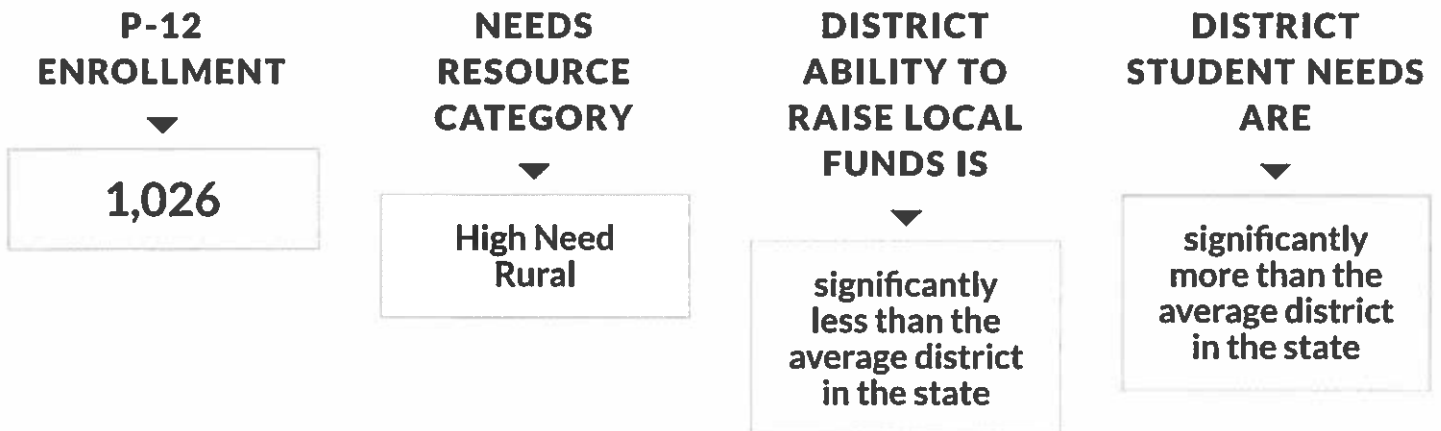 P-12
ENROLLMENT
1,026
NEEDS
RESOURCE
CATEGORY
High Need
Rural
DISTRICT
ABILITY TO
RAISE LOCAL
FUNDS IS
significantly
less than the
average district
in the state
DISTRICT
STUDENT NEEDS
ARE
significantly
more than the
average district
in the state